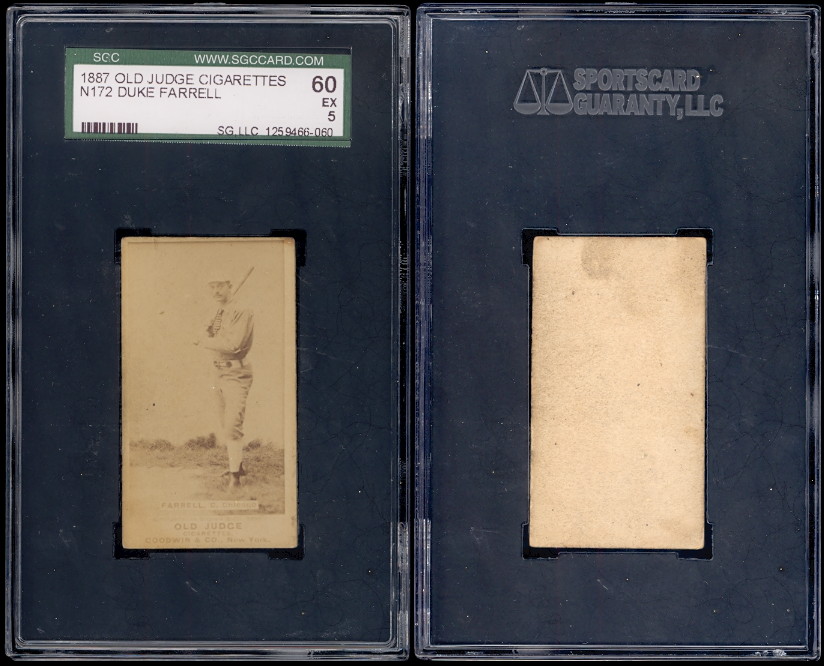 SGC WWW.SGCCARD.COM
1887 OLD JUDGE CIGARETTES 60
N172 DUKE FARRELL EX
5
SG,LLC 1259466-060
SPORTSCARD
GUARANTY, LLC
FARRELL, C.
OLD JUDGE
CIGARETTES
GOODWIN & CO., New York.